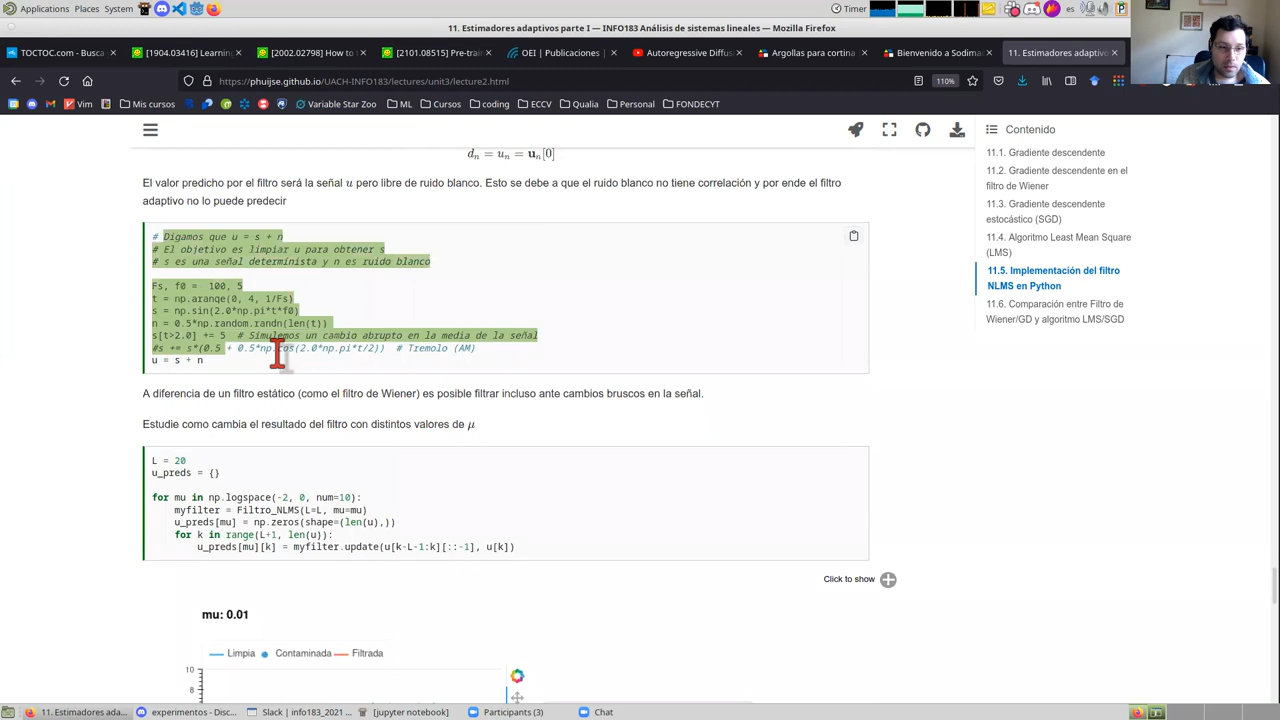 Applications Places System
Timer
es
11. Estimadores adaptivos parte I — INFO183 Análisis de sistemas lineales — Mozilla Firefox
TOCTOC.com - Busca
[1904.03416] Learning
[2002.02798] How to
[2101.08519] Parallel
OEI | Publicaciones
Autoregressive Diffus
Argollas para cortina
Bienvenido a Sodimac
11. Estimadores adaptivo
https://phuijse.github.io/UACH-INFO183/lectures/unit3/lecture2.html
110%
Vim
Mis cursos
Variable Star Zoo
ML
Cursos
coding
ECCV
Qualia
Personal
FONDECYT
Contenido
11.1. Gradiente descendente
11.2. Gradiente descendente en el
filtro de Wiener
11.3. Gradiente descendente
estocástico (SGD)
11.4. Algoritmo Least Mean Square
(LMS)
11.5. Implementación del filtro
NLMS en Python
11.6. Comparación entre Filtro de
Wiener/GD y algoritmo LMS/SGD
dₙ = uₙ = 𝐮ₙ[0]
El valor predicho por el filtro será la señal u pero libre de ruido blanco. Esto se debe a que el ruido blanco no tiene correlación y por ende el filtro
adaptivo no lo puede predecir
# Digamos que u = s + n
# El objetivo es limpiar u para obtener s
# s es una señal determinista y n es ruido blanco
Fs, f0 = 100, 5
t = np.arange(0, 4, 1/Fs)
s = np.sin(2.0*np.pi*t*f0)
n = 0.5*np.random.randn(len(t))
s[t>2.0] += 5 # Simulemos un cambio abrupto en la media de la señal
#s += s*(0.5 + 0.5*np.cos(2.0*np.pi*t/2)) # Tremolo (AM)
u = s + n
A diferencia de un filtro estático (como el filtro de Wiener) es posible filtrar incluso ante cambios bruscos en la señal.
Estudie como cambia el resultado del filtro con distintos valores de μ
L = 20
u_preds = {}
for mu in np.logspace(-2, 0, num=10):
myfilter = Filtro_NLMS(L=L, mu=mu)
u_preds[mu] = np.zeros(shape=(len(u),))
for k in range(L+1, len(u)):
u_preds[mu][k] = myfilter.update(u[k-L-1:k][::-1], u[k])
Click to show
mu: 0.01
Limpia
Contaminada
Filtrada
10
8
11. Estimadores ada...
experimentos – Disc...
Slack | info183_2021 ...
[jupyter notebook]
Participants (3)
Chat